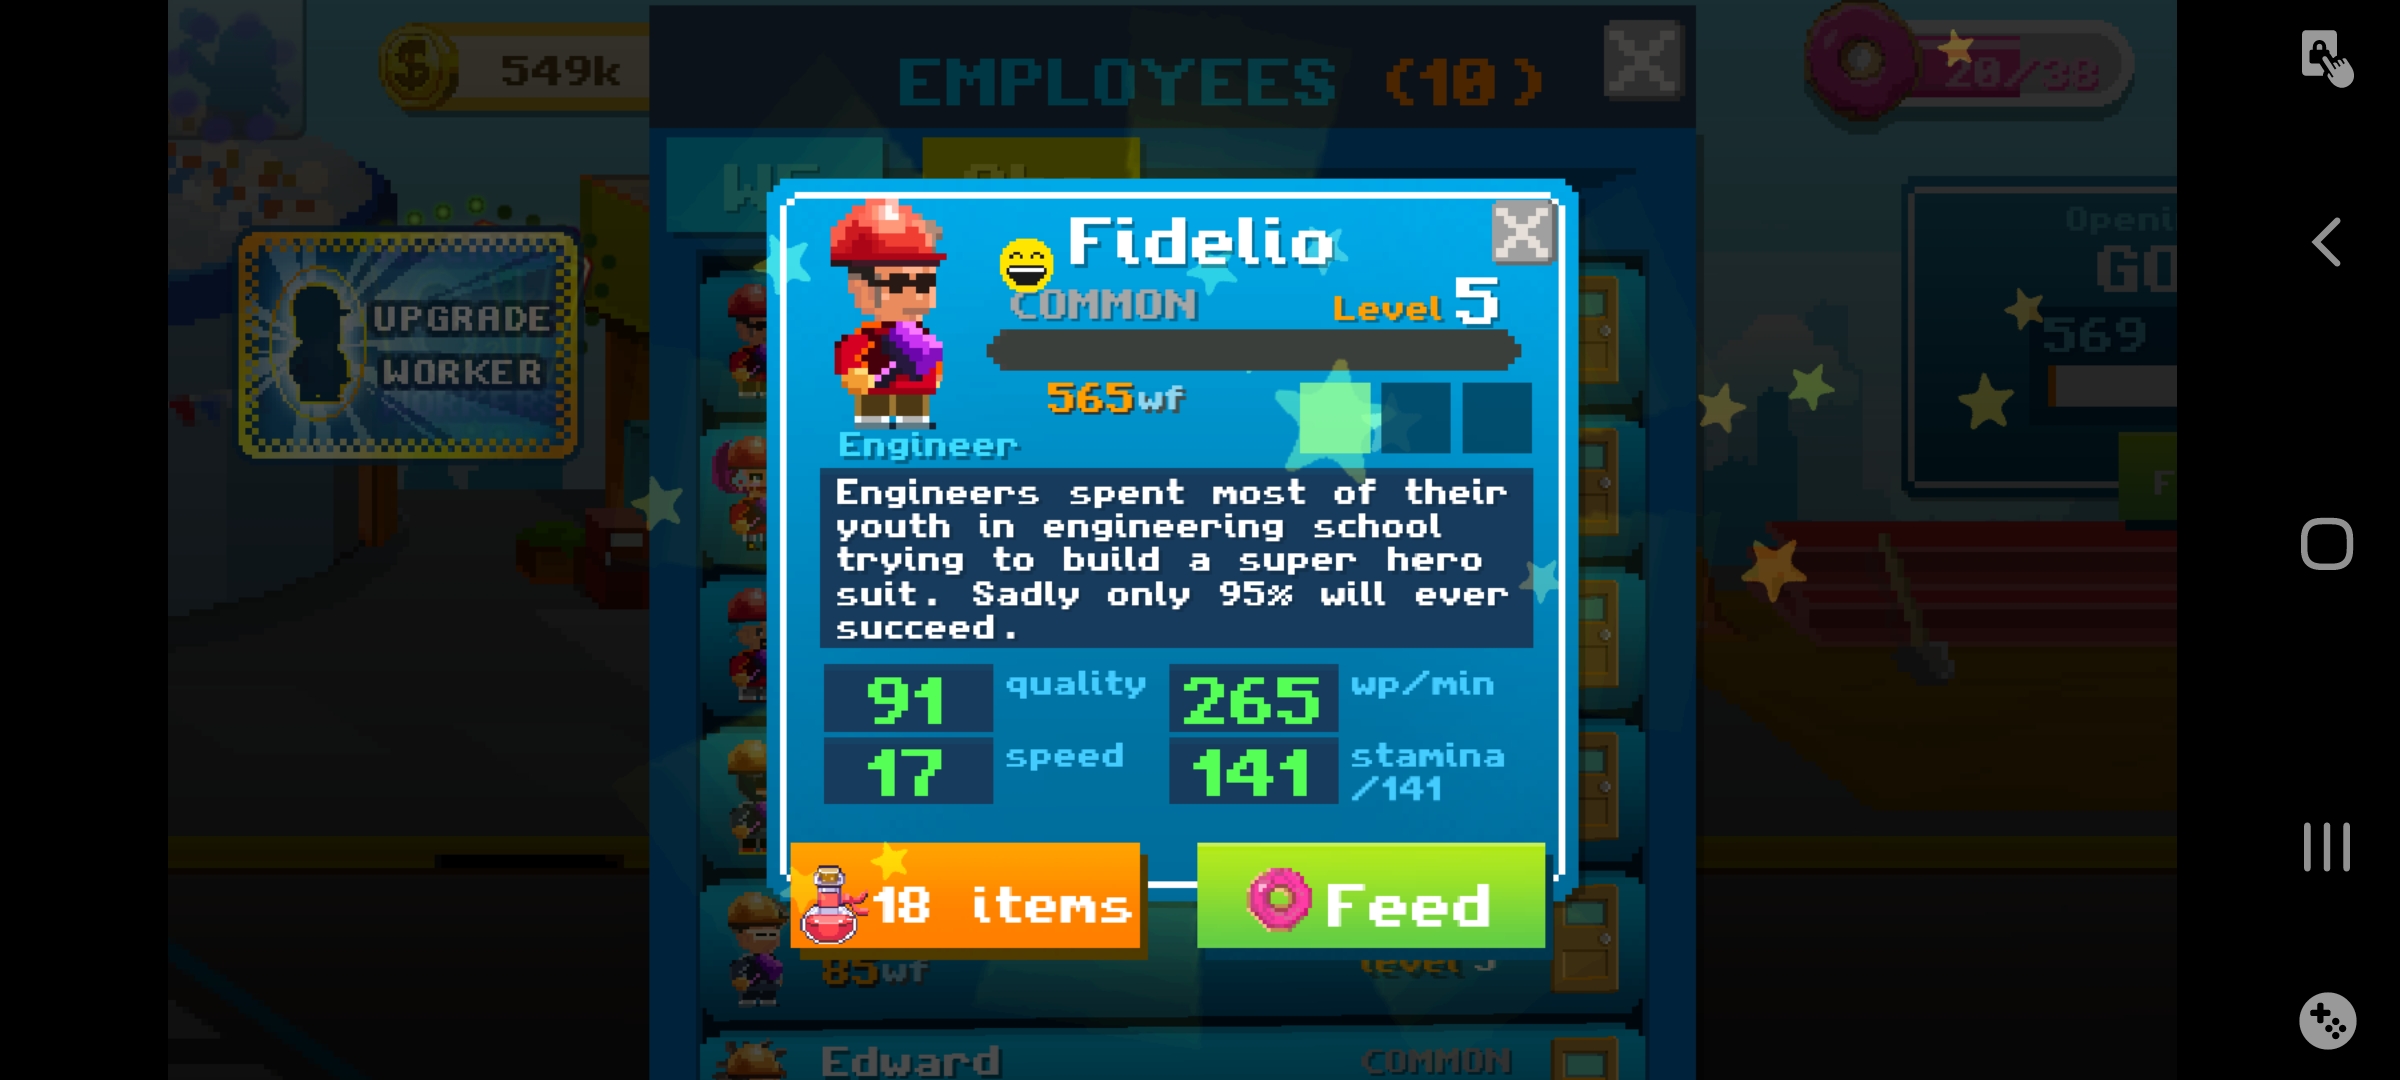 549k
EMPLOYEES (10)
20/38
Fidelio
COMMON
Level 5
565wf
Engineer
Engineers spent most of their
youth in engineering school
trying to build a super hero
suit. Sadly only 95% will ever
succeed.
91 quality
265 wp/min
17 speed
141 stamina
/141
18 items
Feed
UPGRADE
WORKER
Openi
GO
569
F
85wf
level
Edward
COMMON